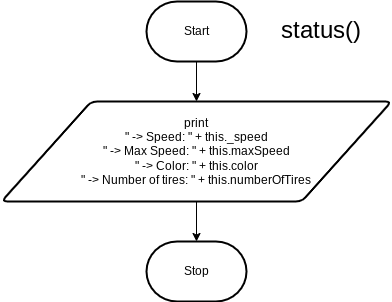 Start
status()
print
" -> Speed: " + this._speed
" -> Max Speed: " + this.maxSpeed
" -> Color: " + this.color
" -> Number of tires: " + this.numberOfTires
Stop